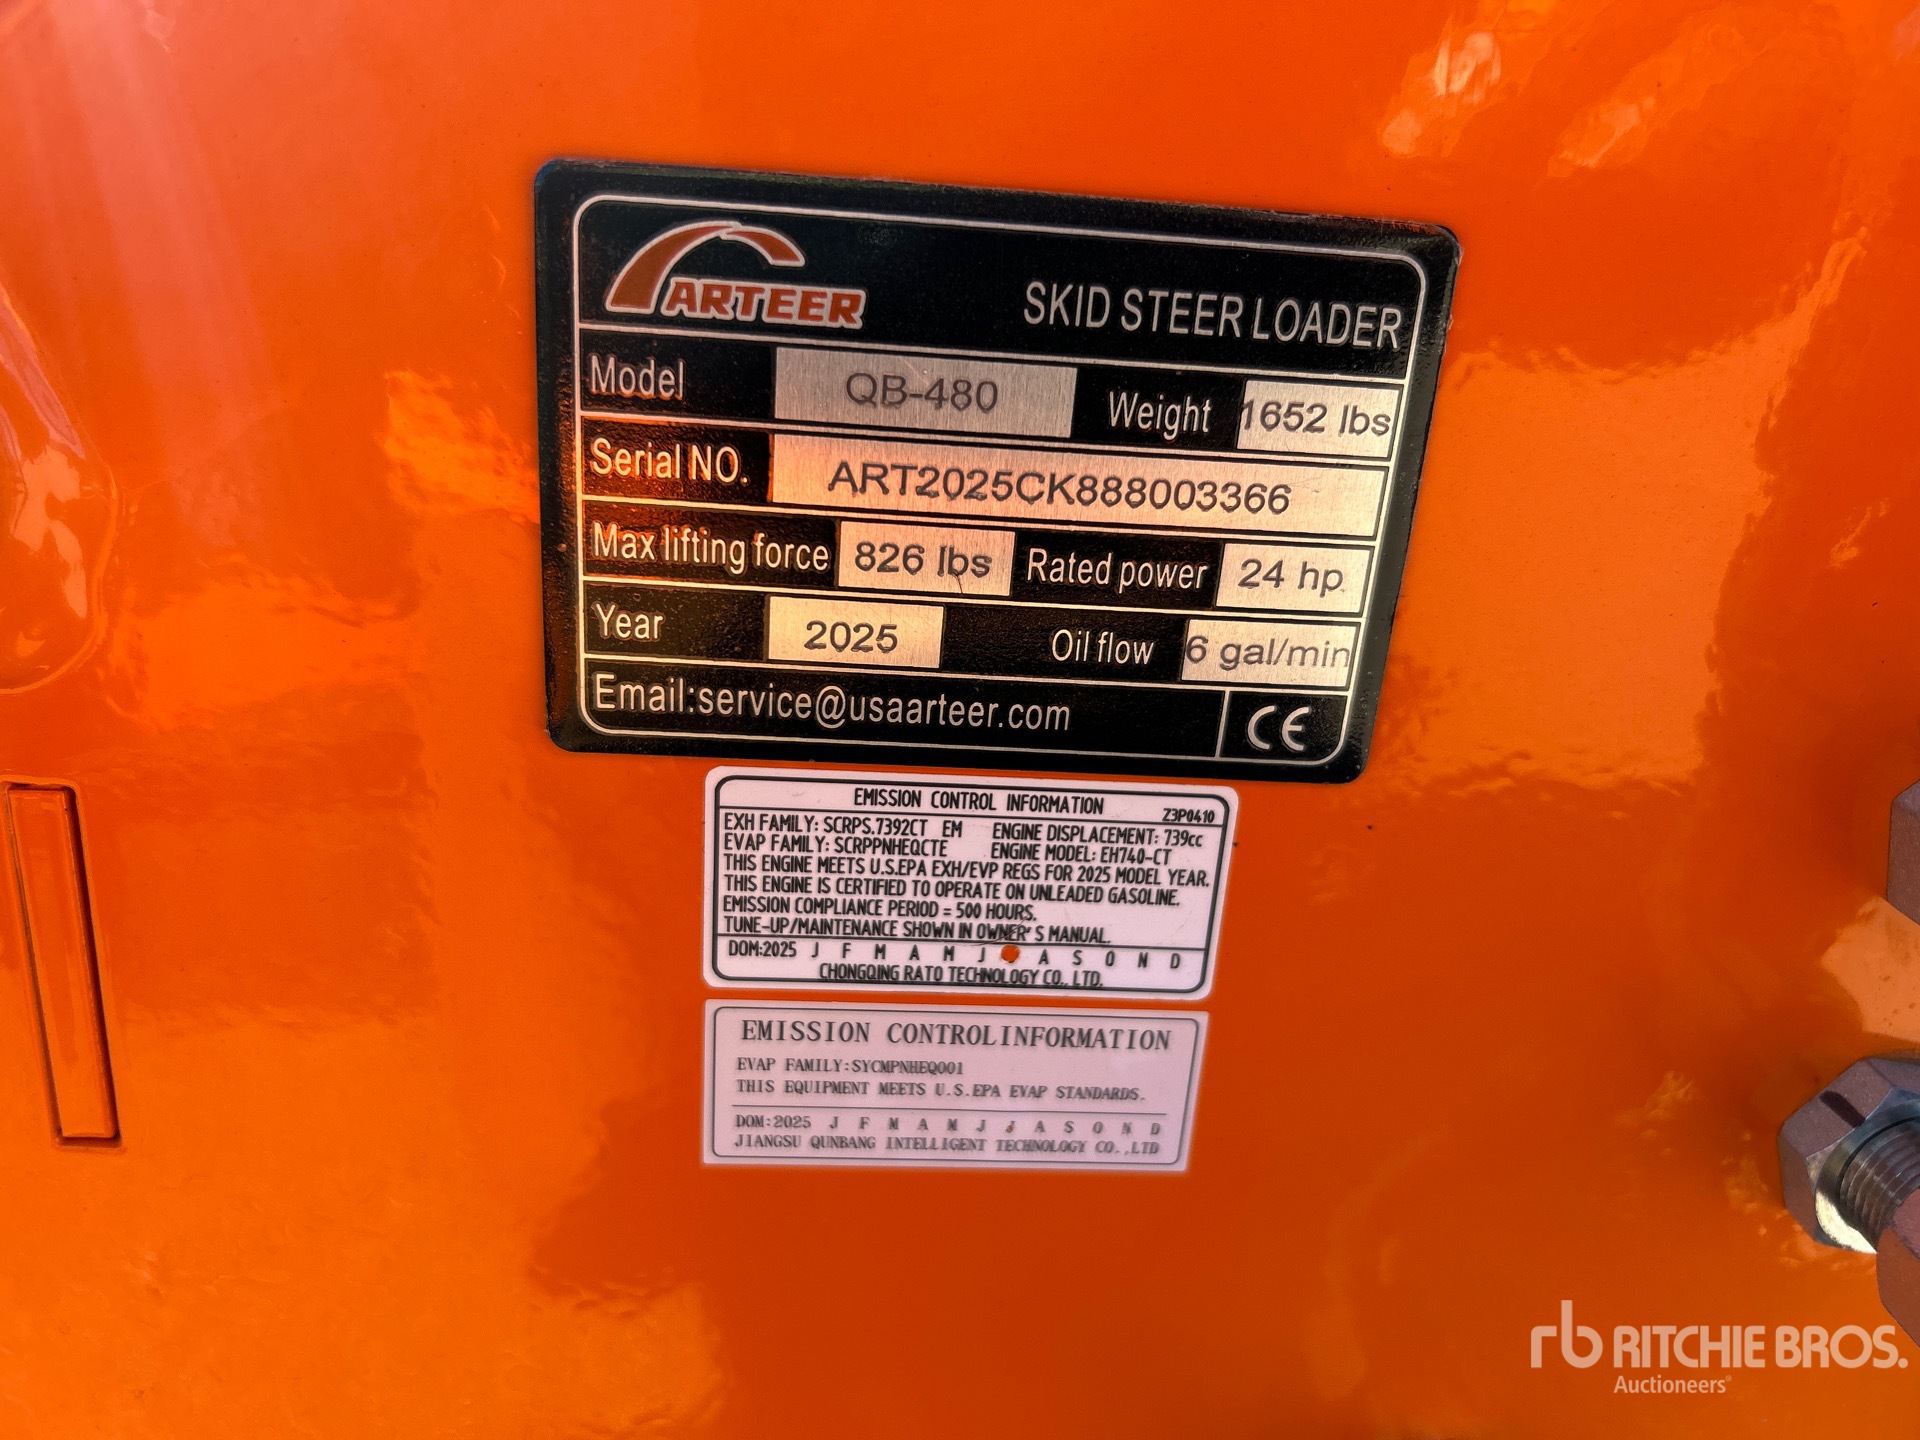 ARTEER
SKID STEER LOADER
Model QB-480 Weight 1652 lbs
Serial NO. ART2025CK888003366
Max lifting force 826 lbs Rated power 24 hp
Year 2025 Oil flow 6 gal/min
Email:service@usaarteer.com CE
EMISSION CONTROL INFORMATION Z3P0410
EXH FAMILY: SCRPS.7392CT EM ENGINE DISPLACEMENT: 739cc
EVAP FAMILY: SCRPPNHEQCTE ENGINE MODEL: EH740-CT
THIS ENGINE MEETS U.S.EPA EXH/EVP REGS FOR 2025 MODEL YEAR.
THIS ENGINE IS CERTIFIED TO OPERATE ON UNLEADED GASOLINE.
EMISSION COMPLIANCE PERIOD = 500 HOURS.
TUNE-UP/MAINTENANCE SHOWN IN OWNER'S MANUAL.
DOM:2025 J F M A M J A S O N D
CHONGQING RATO TECHNOLOGY CO., LTD.
EMISSION CONTROLINFORMATION
EVAP FAMILY:SYCMPNHEQ001
THIS EQUIPMENT MEETS U.S.EPA EVAP STANDARDS.
DOM:2025 J F M A M J J A S O N D
JIANGSU QUNBANG INTELLIGENT TECHNOLOGY CO.,LTD
rb RITCHIE BROS.
Auctioneers